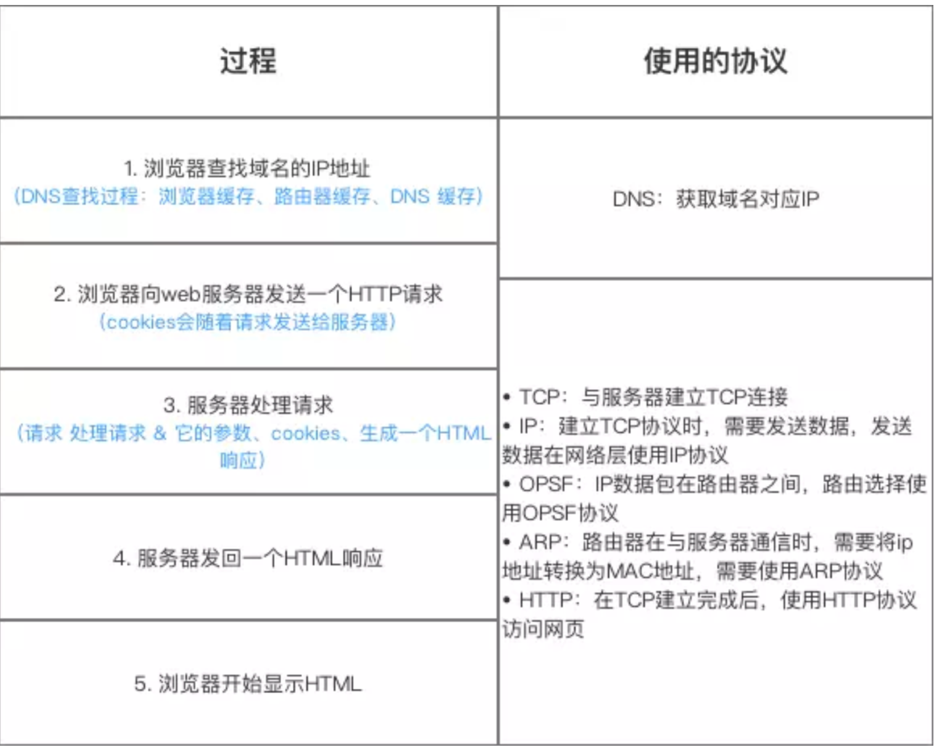 过程
使用的协议
1. 浏览器查找域名的IP地址
（DNS查找过程：浏览器缓存、路由器缓存、DNS 缓存）
DNS：获取域名对应IP
2. 浏览器向web服务器发送一个HTTP请求
（cookies会随着请求发送给服务器）
3. 服务器处理请求
（请求 处理请求 & 它的参数、cookies、生成一个HTML
响应）
4. 服务器发回一个HTML响应
5. 浏览器开始显示HTML
• TCP：与服务器建立TCP连接
• IP：建立TCP协议时，需要发送数据，发送
数据在网络层使用IP协议
• OPSF：IP数据包在路由器之间，路由选择使
用OPSF协议
• ARP：路由器在与服务器通信时，需要将ip
地址转换为MAC地址，需要使用ARP协议
• HTTP：在TCP建立完成后，使用HTTP协议
访问网页